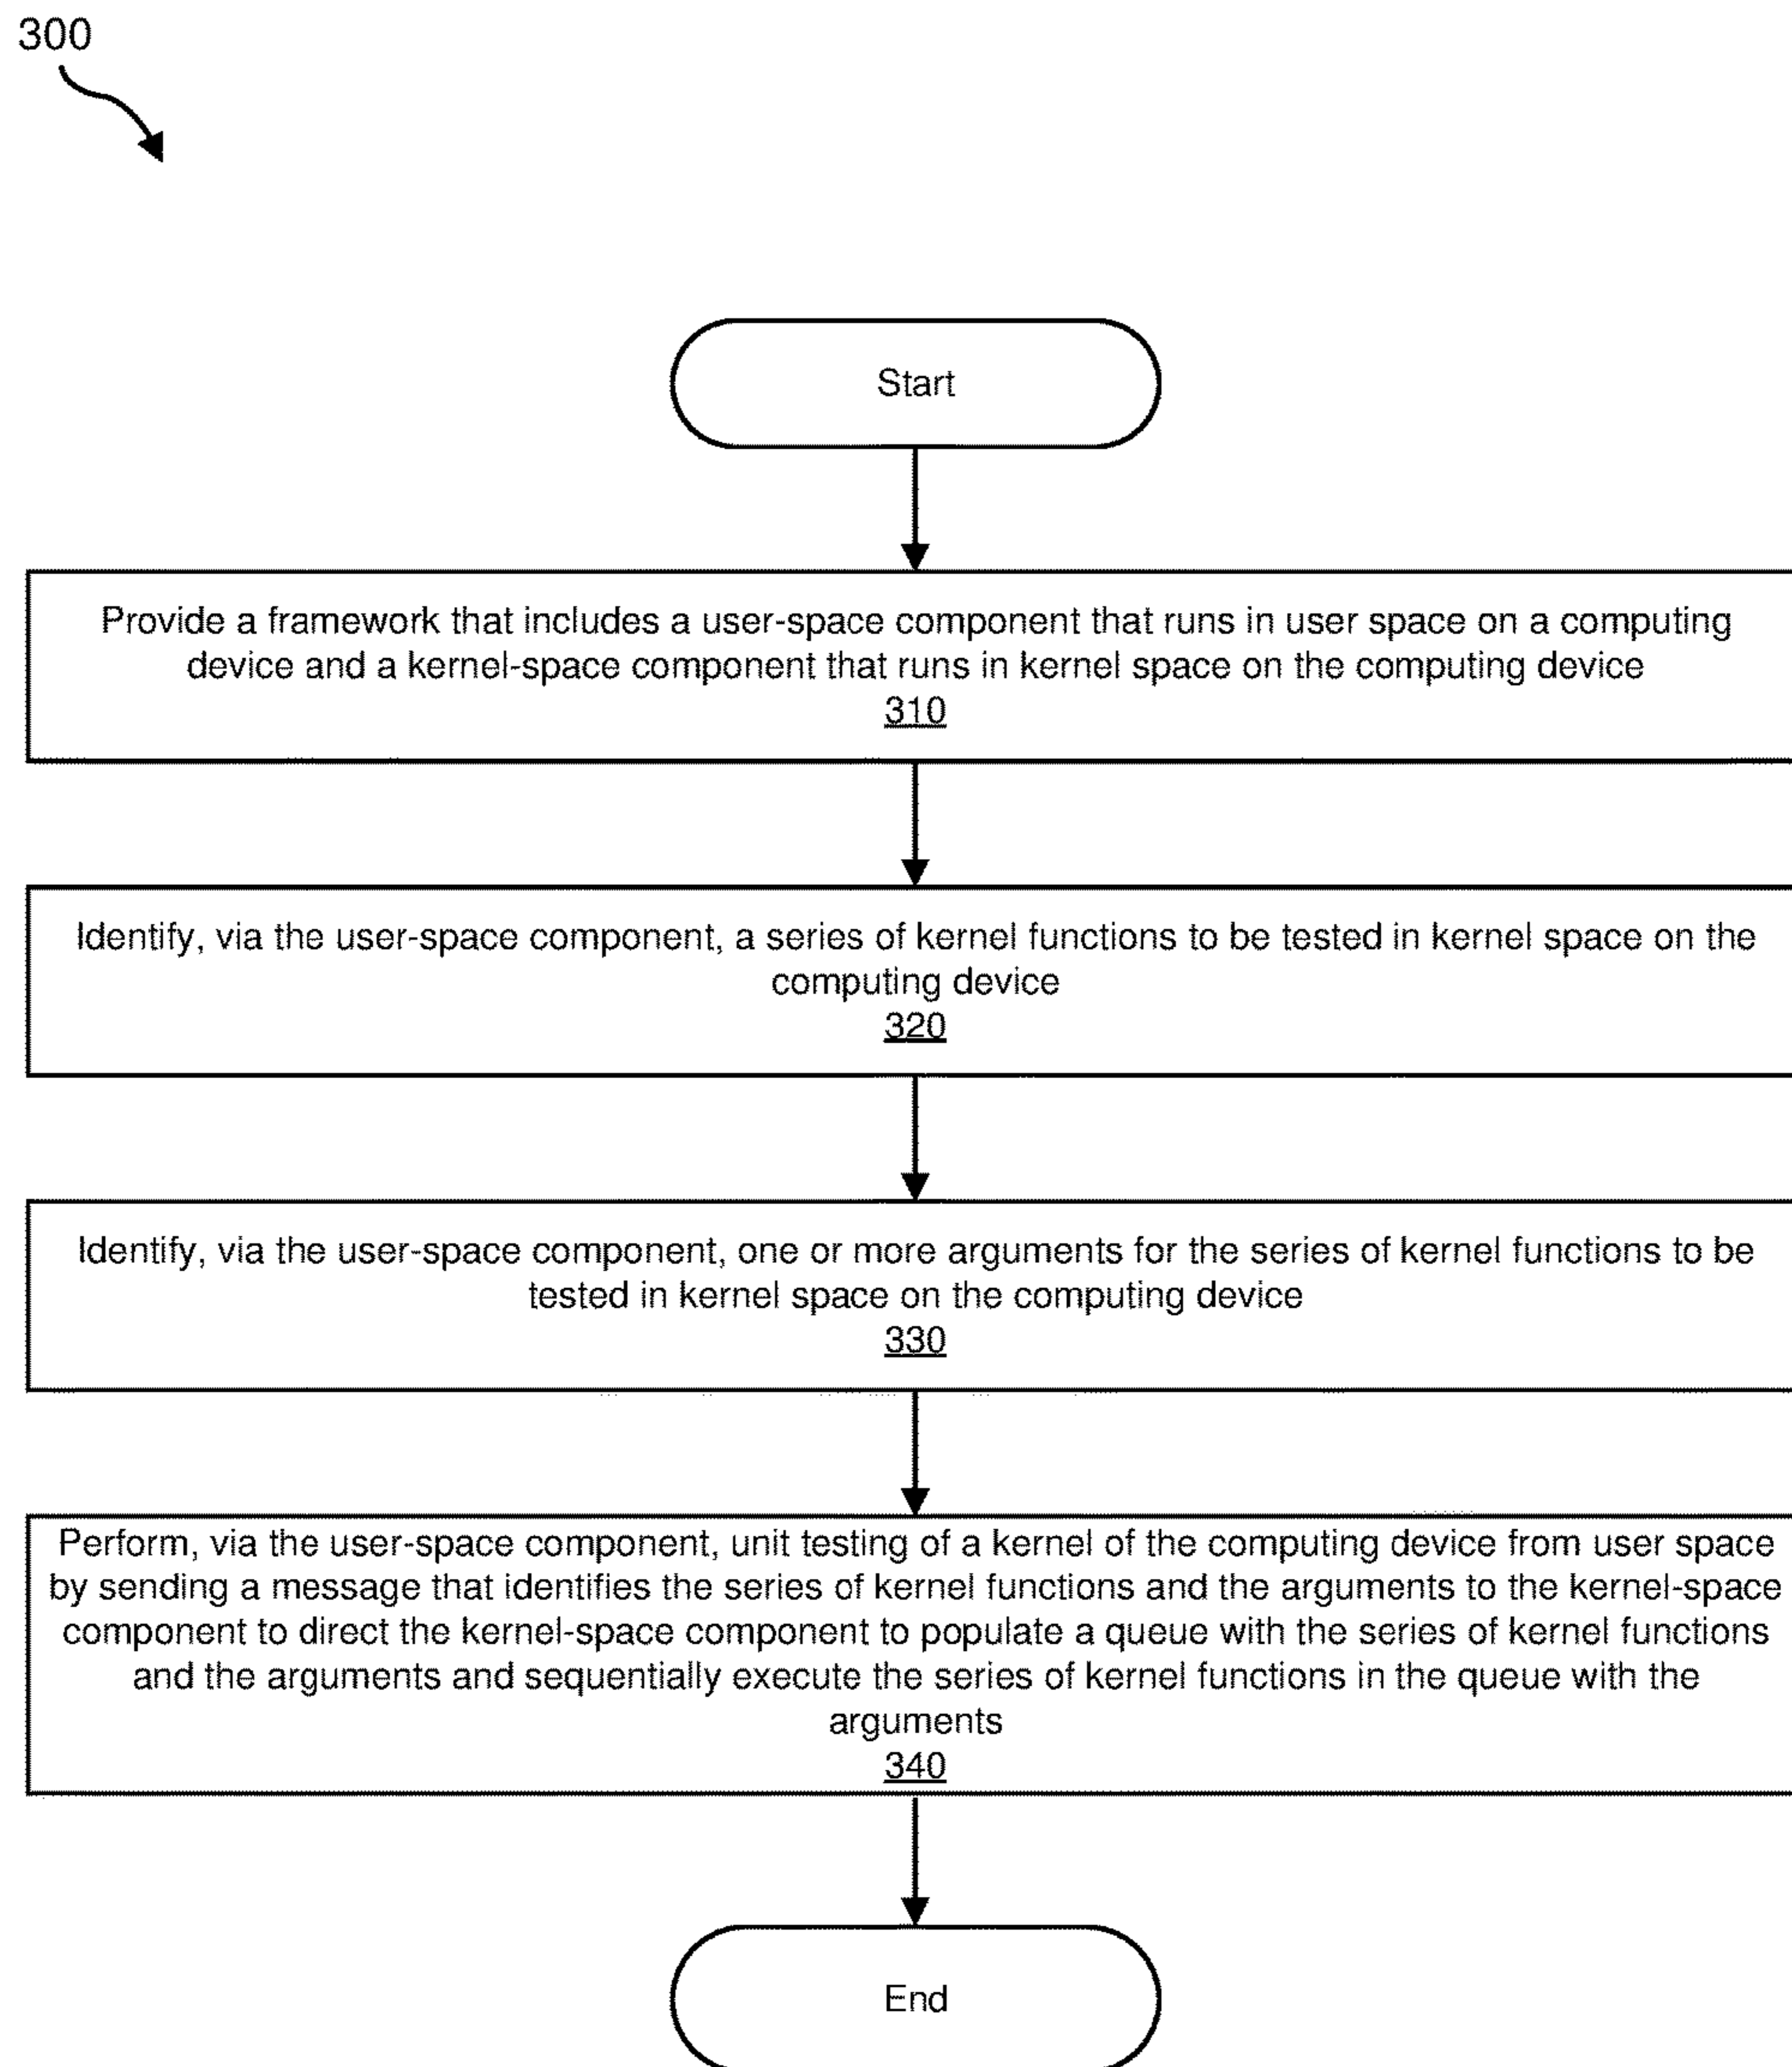 300
Start
Provide a framework that includes a user-space component that runs in user space on a computing
device and a kernel-space component that runs in kernel space on the computing device
310
Identify, via the user-space component, a series of kernel functions to be tested in kernel space on the
computing device
320
Identify, via the user-space component, one or more arguments for the series of kernel functions to be
tested in kernel space on the computing device
330
Perform, via the user-space component, unit testing of a kernel of the computing device from user space
by sending a message that identifies the series of kernel functions and the arguments to the kernel-space
component to direct the kernel-space component to populate a queue with the series of kernel functions
and the arguments and sequentially execute the series of kernel functions in the queue with the
arguments
340
End